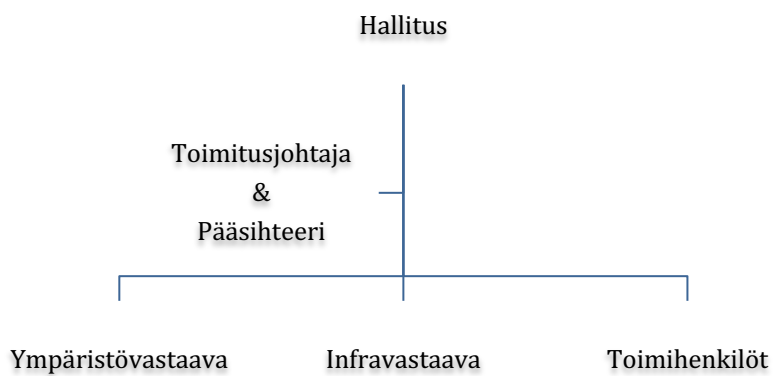 Hallitus
Toimitusjohtaja
&
Pääsihteeri
Ympäristövastaava
Infravastaava
Toimihenkilöt